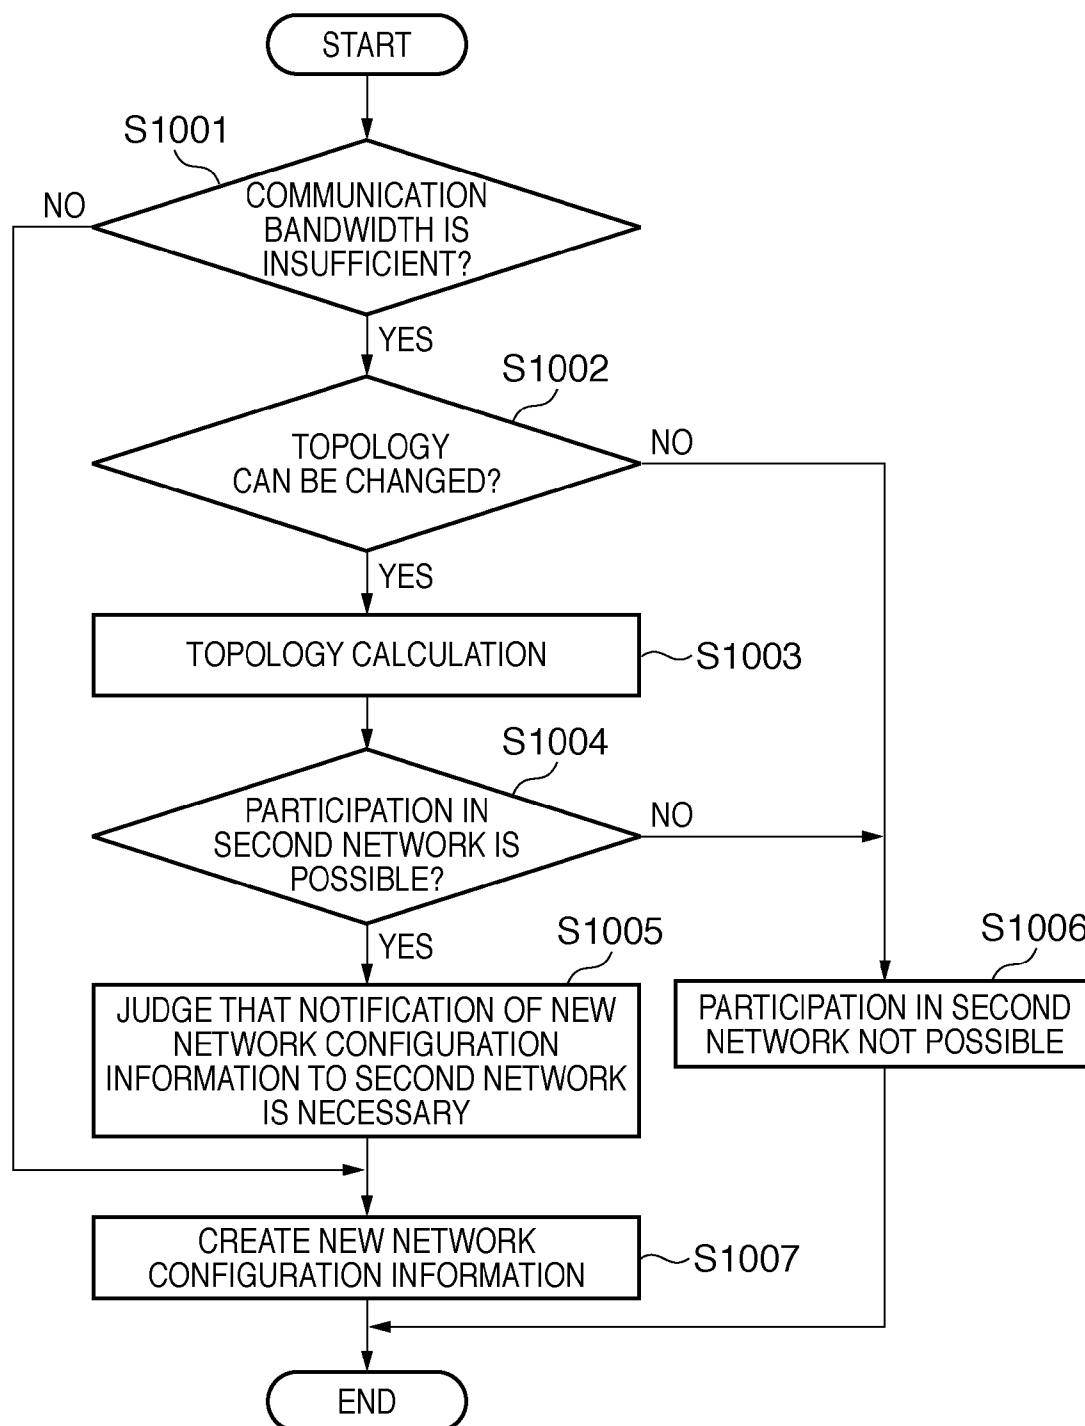 START
S1001
NO
COMMUNICATION
BANDWIDTH IS
INSUFFICIENT?
YES
S1002
TOPOLOGY
CAN BE CHANGED?
NO
YES
TOPOLOGY CALCULATION
S1003
S1004
PARTICIPATION IN
SECOND NETWORK IS
POSSIBLE?
NO
YES
S1005
JUDGE THAT NOTIFICATION OF NEW
NETWORK CONFIGURATION
INFORMATION TO SECOND NETWORK
IS NECESSARY
S1006
PARTICIPATION IN SECOND
NETWORK NOT POSSIBLE
CREATE NEW NETWORK
CONFIGURATION INFORMATION
S1007
END